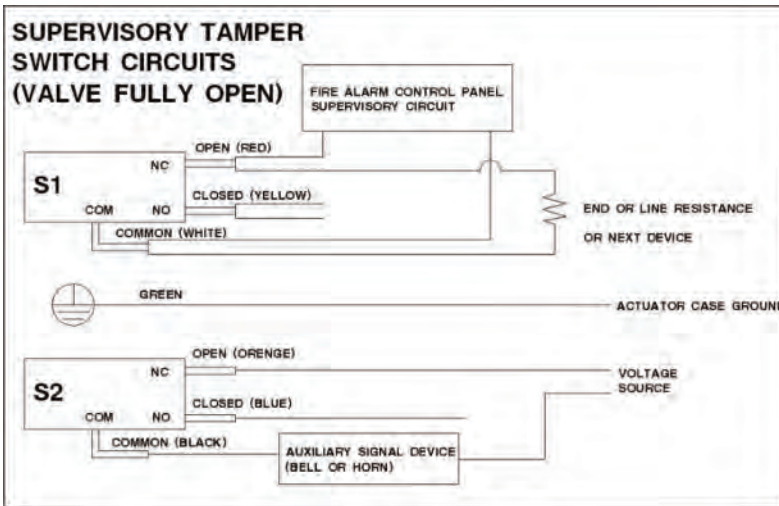 SUPERVISORY TAMPER
SWITCH CIRCUITS
(VALVE FULLY OPEN)
FIRE ALARM CONTROL PANEL
SUPERVISORY CIRCUIT
OPEN (RED)
NC
S1
CLOSED (YELLOW)
COM
NO
COMMON (WHITE)
END OR LINE RESISTANCE
OR NEXT DEVICE
GREEN
ACTUATOR CASE GROUND
OPEN (ORENGE)
NC
VOLTAGE
SOURCE
S2
CLOSED (BLUE)
COM
NO
COMMON (BLACK)
AUXILIARY SIGNAL DEVICE
(BELL OR HORN)